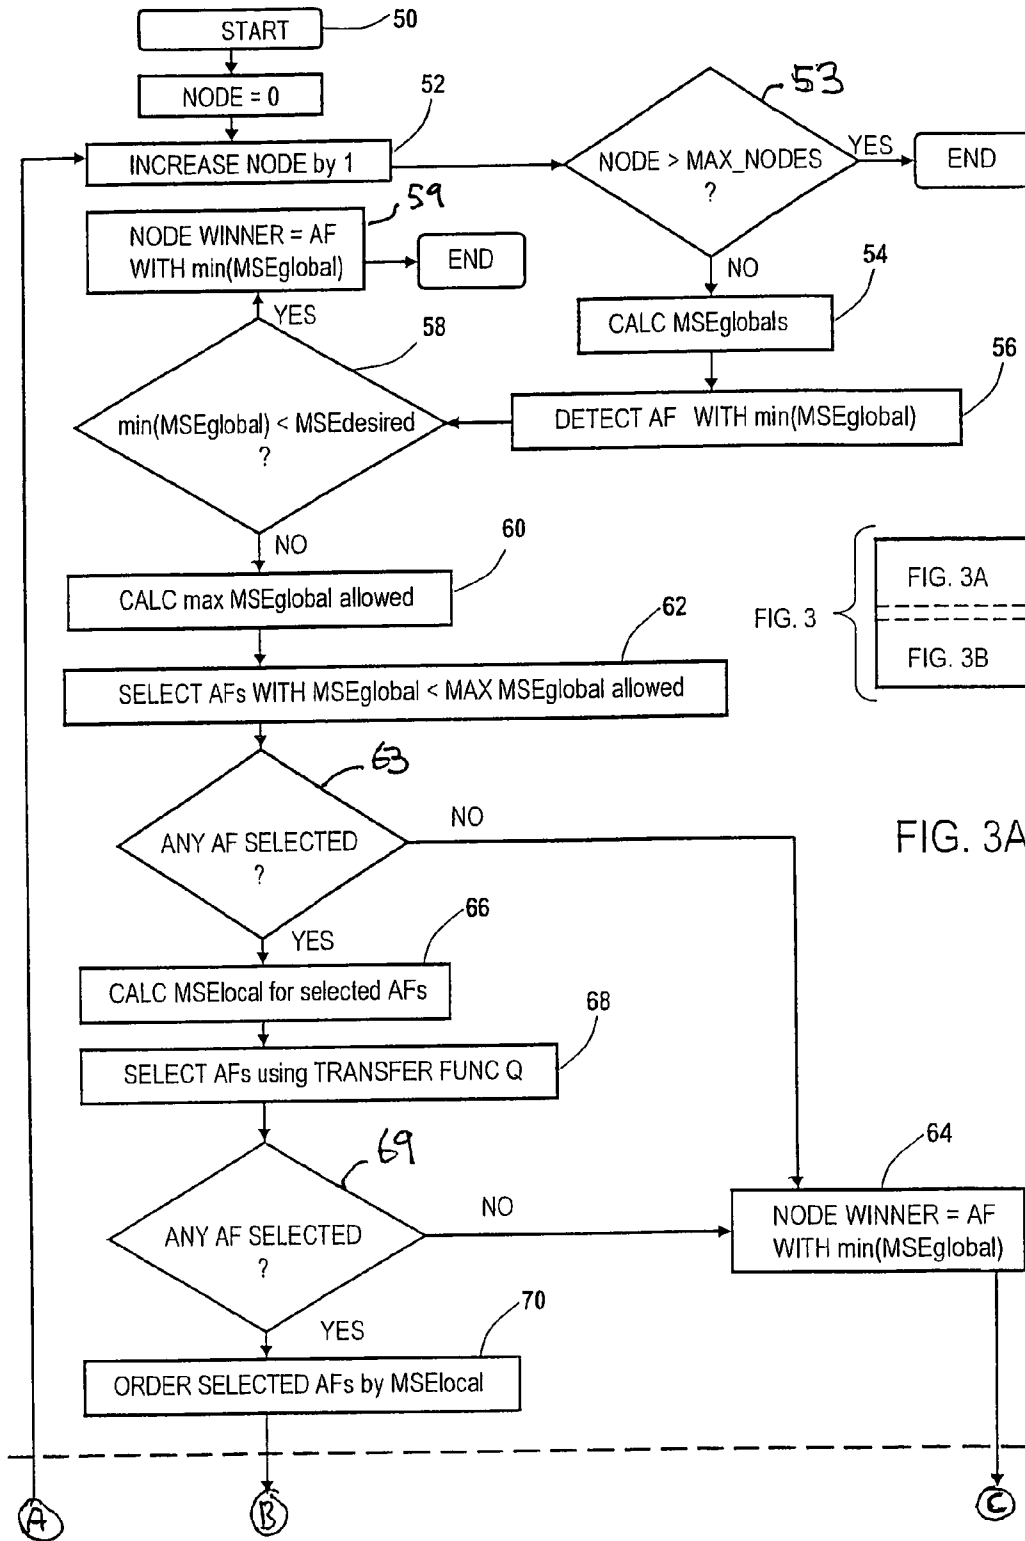 START
50
NODE = 0
52
INCREASE NODE by 1
53
NODE > MAX_NODES
?
YES
END
NO
59
NODE WINNER = AF
WITH min(MSEglobal)
END
YES
54
CALC MSEglobals
58
56
min(MSEglobal) < MSEdesired
?
DETECT AF WITH min(MSEglobal)
NO
60
CALC max MSEglobal allowed
62
SELECT AFs WITH MSEglobal < MAX MSEglobal allowed
FIG. 3
FIG. 3A
FIG. 3B
63
ANY AF SELECTED
?
NO
FIG. 3A
YES
66
CALC MSElocal for selected AFs
68
SELECT AFs using TRANSFER FUNC Q
69
ANY AF SELECTED
?
NO
64
NODE WINNER = AF
WITH min(MSEglobal)
YES
70
ORDER SELECTED AFs by MSElocal
A
B
C